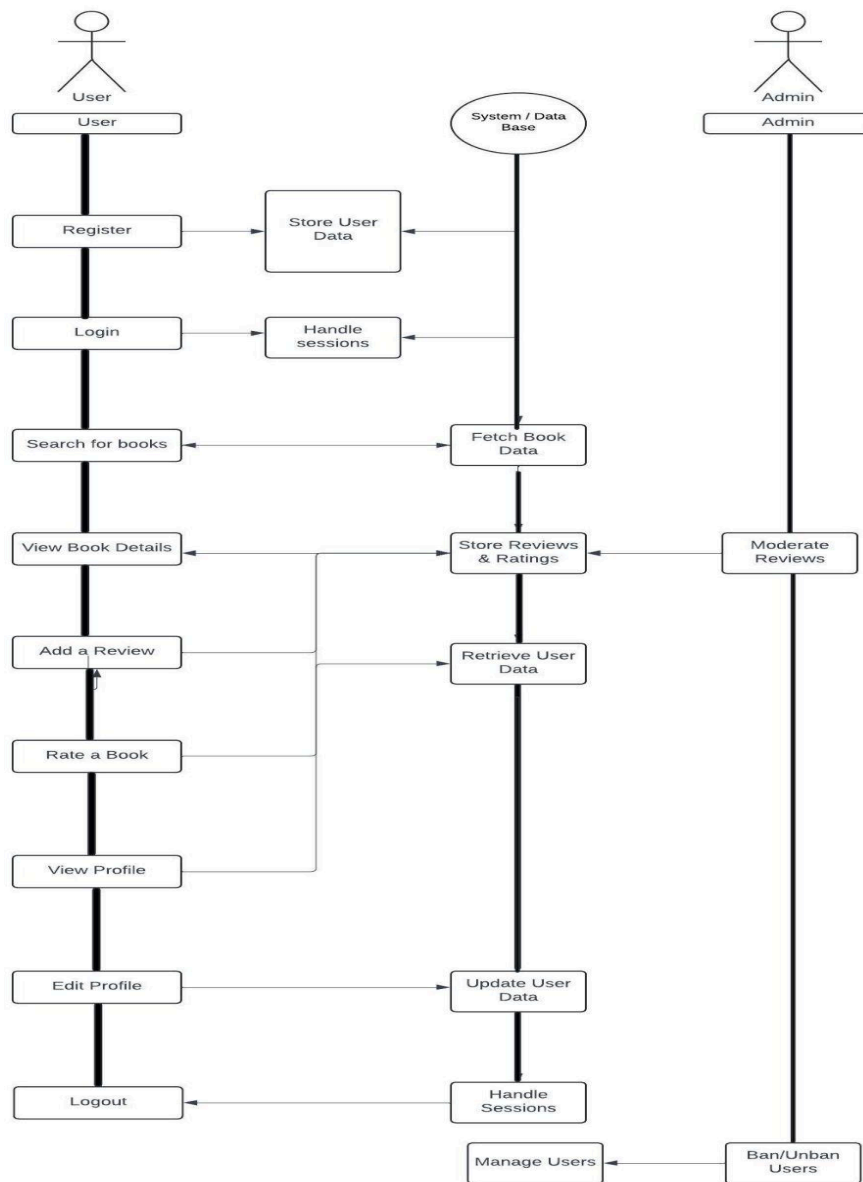 User
Admin
User
System / Data
Base
Admin
Register
Store User
Data
Login
Handle
sessions
Search for books
Fetch Book
Data
View Book Details
Store Reviews
& Ratings
Moderate
Reviews
Add a Review
Retrieve User
Data
Rate a Book
View Profile
Edit Profile
Update User
Data
Logout
Handle
Sessions
Manage Users
Ban/Unban
Users